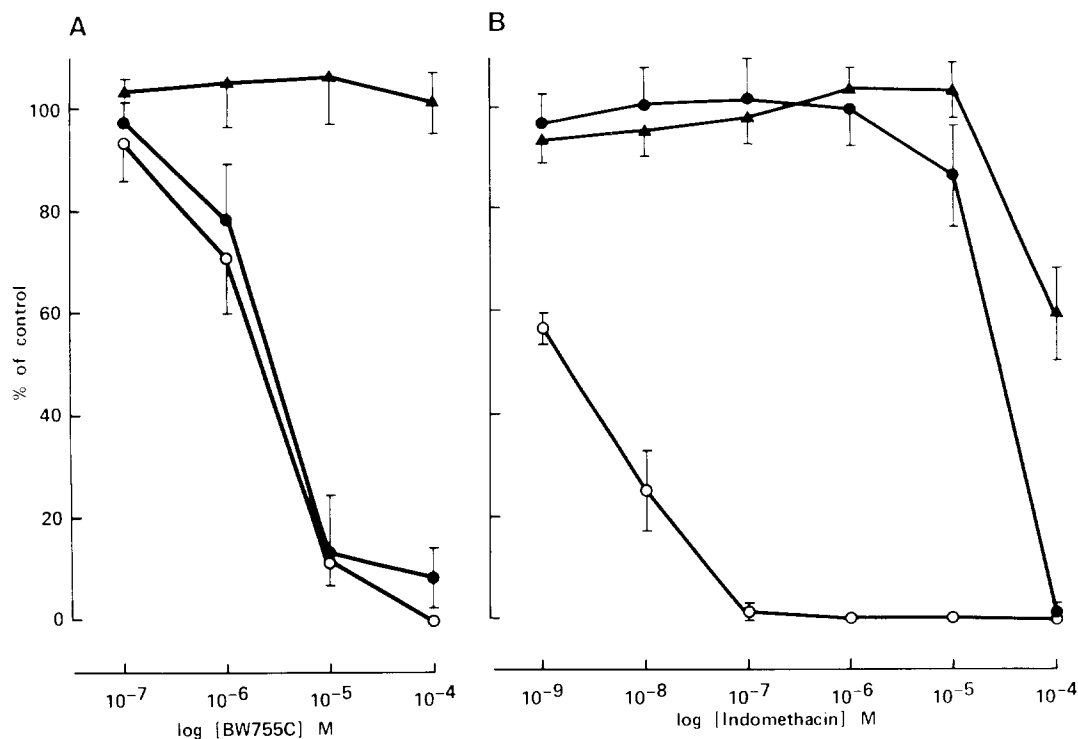 A
B
% of control
100
80
60
40
20
0
10⁻⁷ 10⁻⁶ 10⁻⁵ 10⁻⁴
log [BW755C] M
10⁻⁹ 10⁻⁸ 10⁻⁷ 10⁻⁶ 10⁻⁵ 10⁻⁴
log [Indomethacin] M